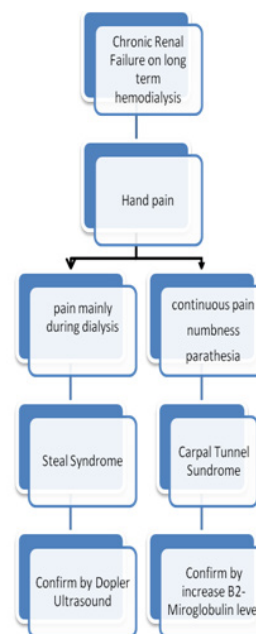 Chronic Renal
Failure on long
term
hemodialysis
Hand pain
pain mainly
during dialysis
continuous pain
numbness
parathesia
Steal Syndrome
Carpal Tunnel
Sundrome
Confirm by Dopler
Ultrasound
Confirm by
increase B2-
Miroglobulin level